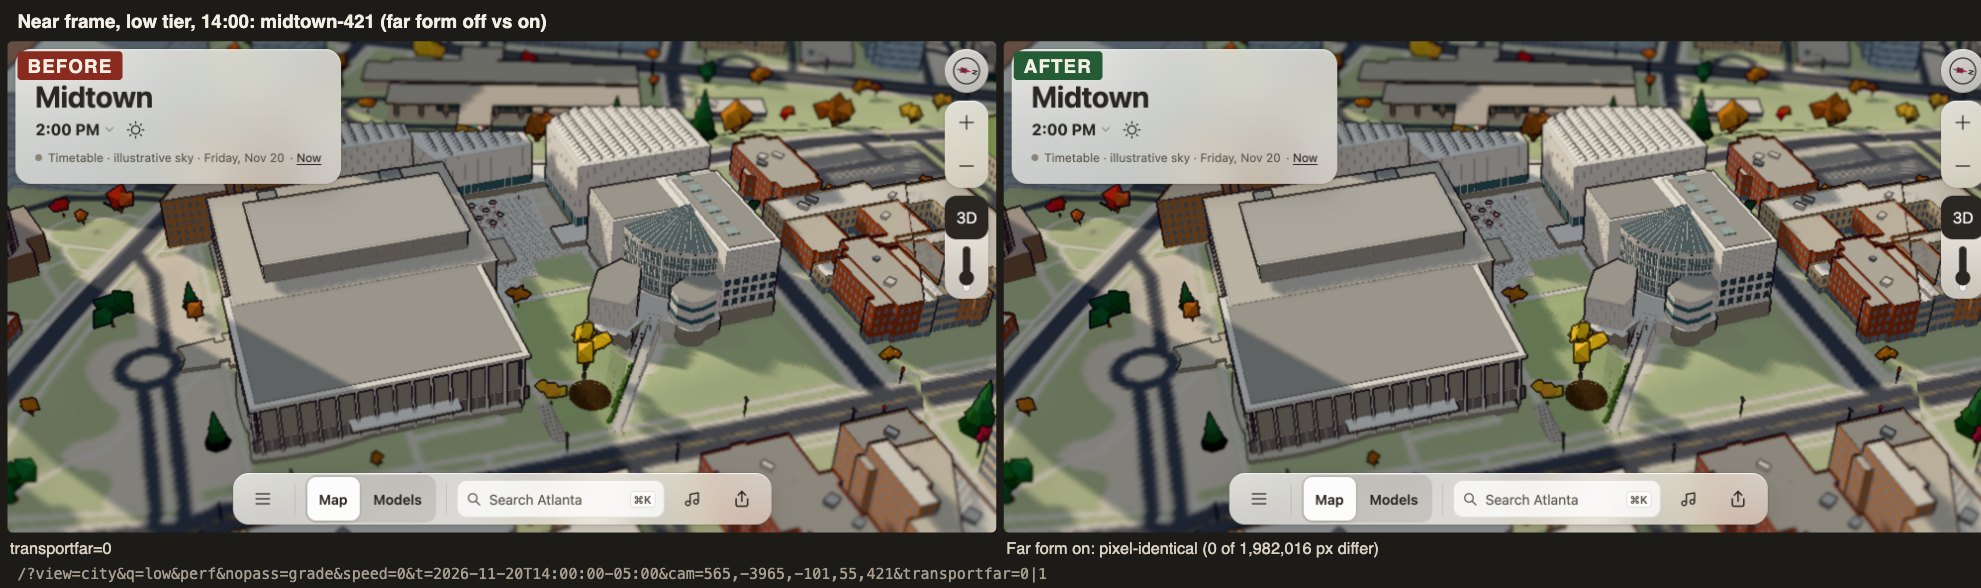 Near frame, low tier, 14:00: midtown-421 (far form off vs on)
BEFORE
Midtown
2:00 PM
Timetable · illustrative sky · Friday, Nov 20 · Now
Z
+
−
3D
Map Models Search Atlanta ⌘K
transportfar=0
AFTER
Midtown
2:00 PM
Timetable · illustrative sky · Friday, Nov 20 · Now
Z
+
−
3D
Map Models Search Atlanta ⌘K
Far form on: pixel-identical (0 of 1,982,016 px differ)
/?view=city&q=low&perf&nopass=grade&speed=0&t=2026-11-20T14:00:00-05:00&cam=565,-3965,-101,55,421&transportfar=0|1